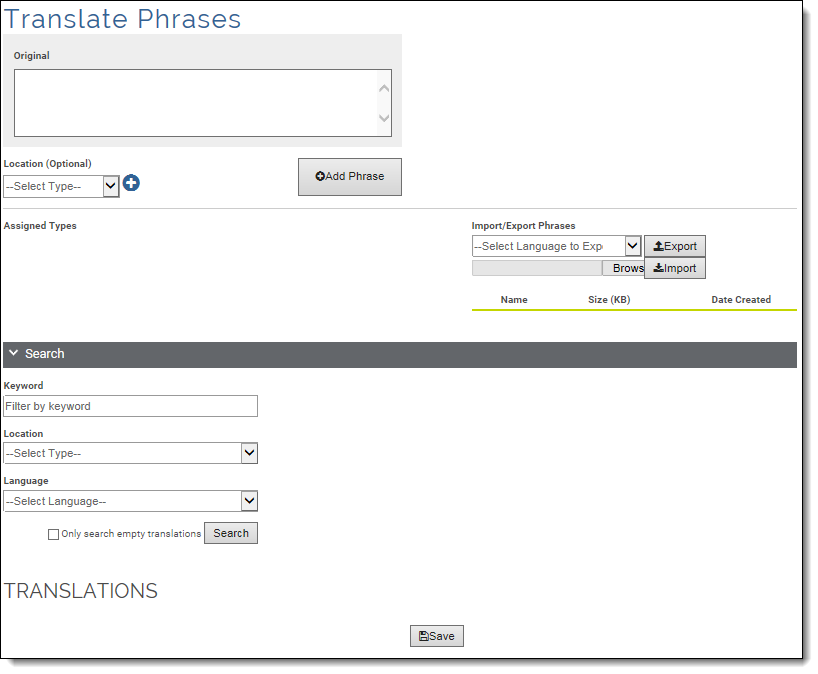 Translate Phrases
Original
Location (Optional)
--Select Type--
Add Phrase
Assigned Types
Import/Export Phrases
--Select Language to Exp
Export
Brows
Import
Name Size (KB) Date Created
Search
Keyword
Filter by keyword
Location
--Select Type--
Language
--Select Language--
Only search empty translations Search
TRANSLATIONS
Save